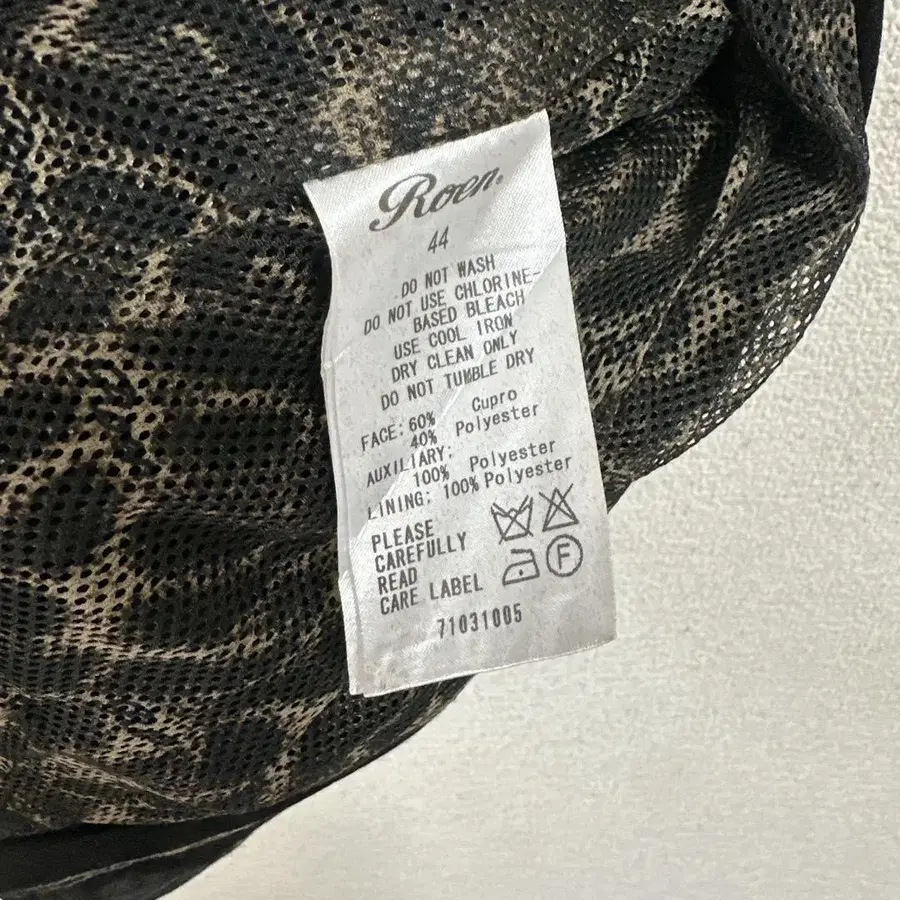 Roen.
44
DO NOT WASH
DO NOT USE CHLORINE-
BASED BLEACH
USE COOL IRON
DRY CLEAN ONLY
DO NOT TUMBLE DRY
FACE: 60% Cupro
40% Polyester
AUXILIARY:
100% Polyester
LINING: 100% Polyester
PLEASE
CAREFULLY
READ
CARE LABEL
F
71031005